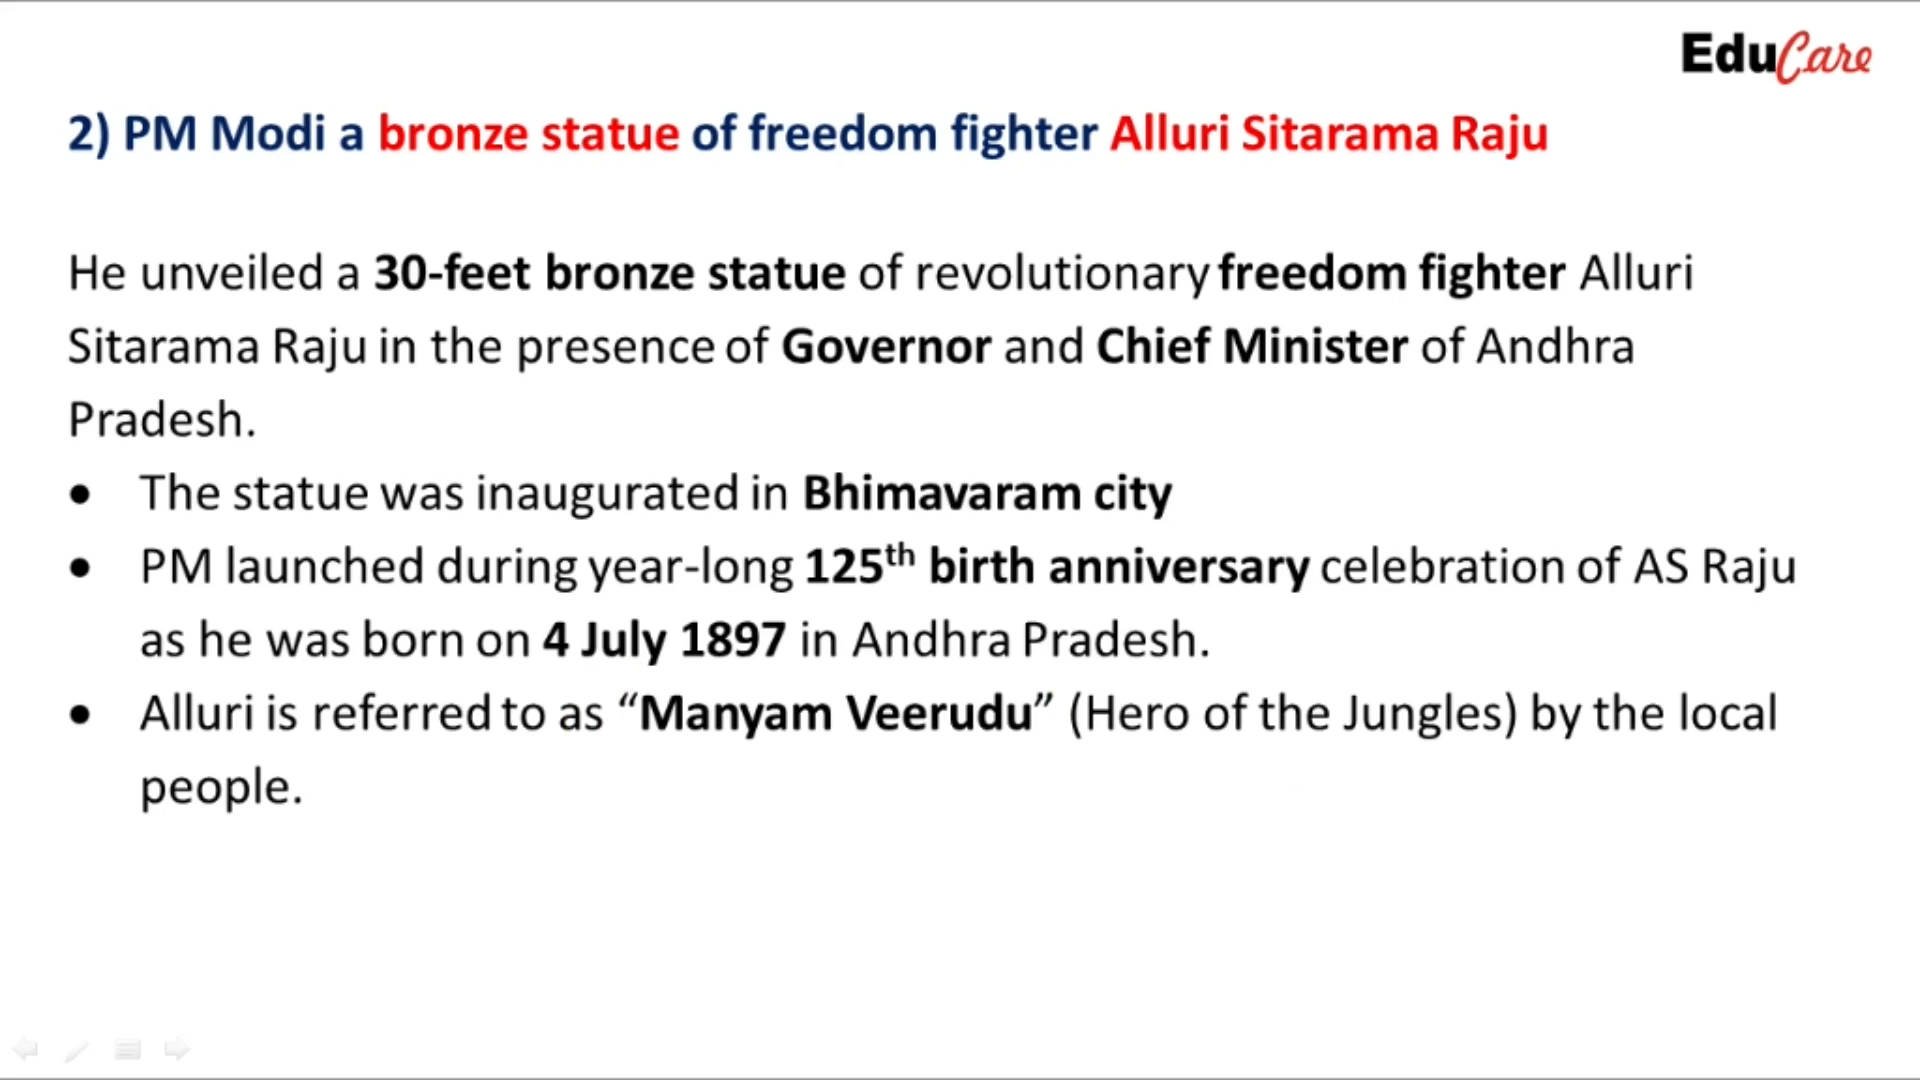 EduCare
2) PM Modi a bronze statue of freedom fighter Alluri Sitarama Raju
He unveiled a 30-feet bronze statue of revolutionary freedom fighter Alluri
Sitarama Raju in the presence of Governor and Chief Minister of Andhra
Pradesh.
• The statue was inaugurated in Bhimavaram city
• PM launched during year-long 125th birth anniversary celebration of AS Raju
as he was born on 4 July 1897 in Andhra Pradesh.
• Alluri is referred to as “Manyam Veerudu” (Hero of the Jungles) by the local
people.